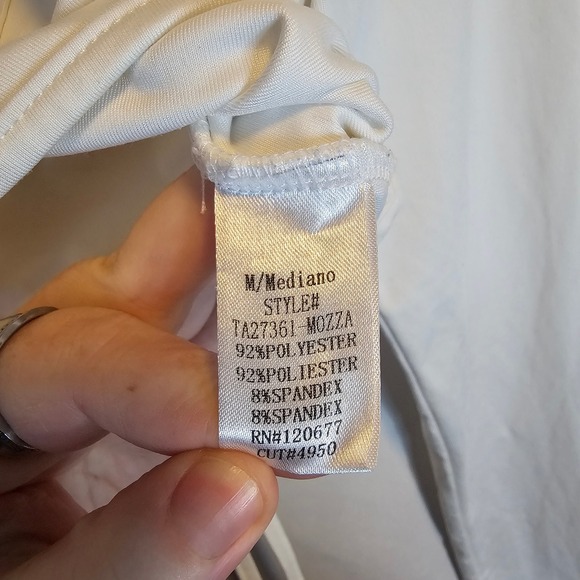 M/Mediano
STYLE#
TA27361-MOZZA
92%POLYESTER
92%POLIESTER
8%SPANDEX
8%SPANDEX
RN#120677
CUT#4950